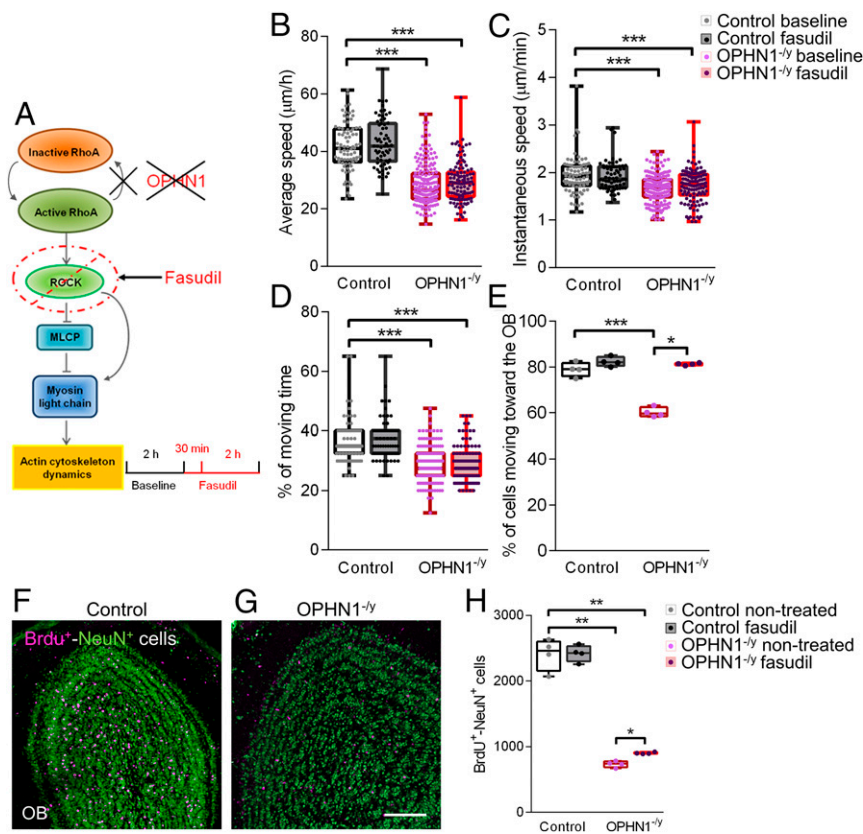 A
Inactive RhoA
OPHN1
Active RhoA
ROCK
Fasudil
MLCP
Myosin
light chain
Actin cytoskeleton
dynamics
2 h
30 min
2 h
Baseline
Fasudil
B
Average speed (µm/h)
80
60
40
20
0
***
***
Control
OPHN1-/y
C
Instantaneous speed (µm/min)
5
4
3
2
1
0
***
***
Control
OPHN1-/y
Control baseline
Control fasudil
OPHN1-/y baseline
OPHN1-/y fasudil
D
% of moving time
80
60
40
20
0
***
***
Control
OPHN1-/y
E
% of cells moving toward the OB
100
80
60
40
20
0
***
*
Control
OPHN1-/y
F
Control
Brdu+-NeuN+ cells
OB
G
OPHN1-/y
H
BrdU+-NeuN+ cells
3000
2000
1000
0
**
**
*
Control
OPHN1-/y
Control non-treated
Control fasudil
OPHN1-/y non-treated
OPHN1-/y fasudil